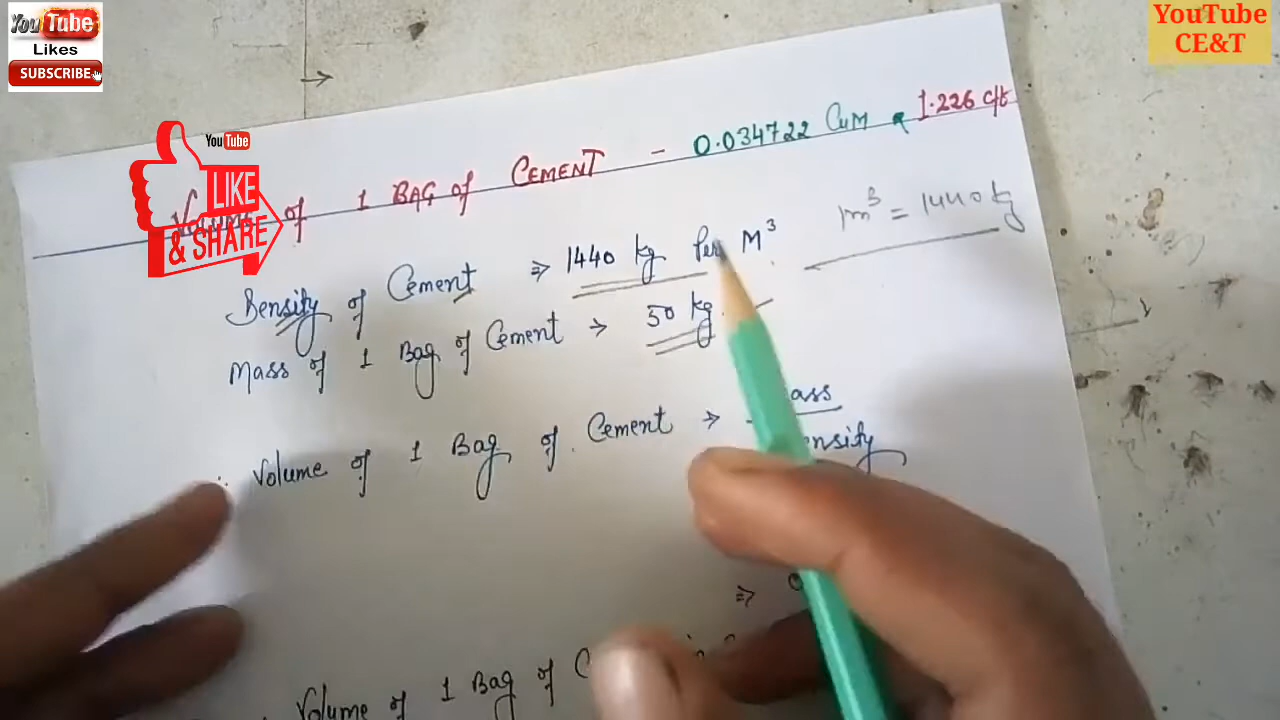 YouTube
Likes
SUBSCRIBE
YouTube
CE&T
YouTube
LIKE
& SHARE
of 1 BAG of CEMENT - 0.034722 CuM 1.226 cft
Density of Cement ⇒ 1440 kg Per M³
1m³ = 1440 kg
Mass of 1 Bag of Cement → 50 kg
∴ Volume of 1 Bag of Cement →
⇒
Volume of 1 Bag of